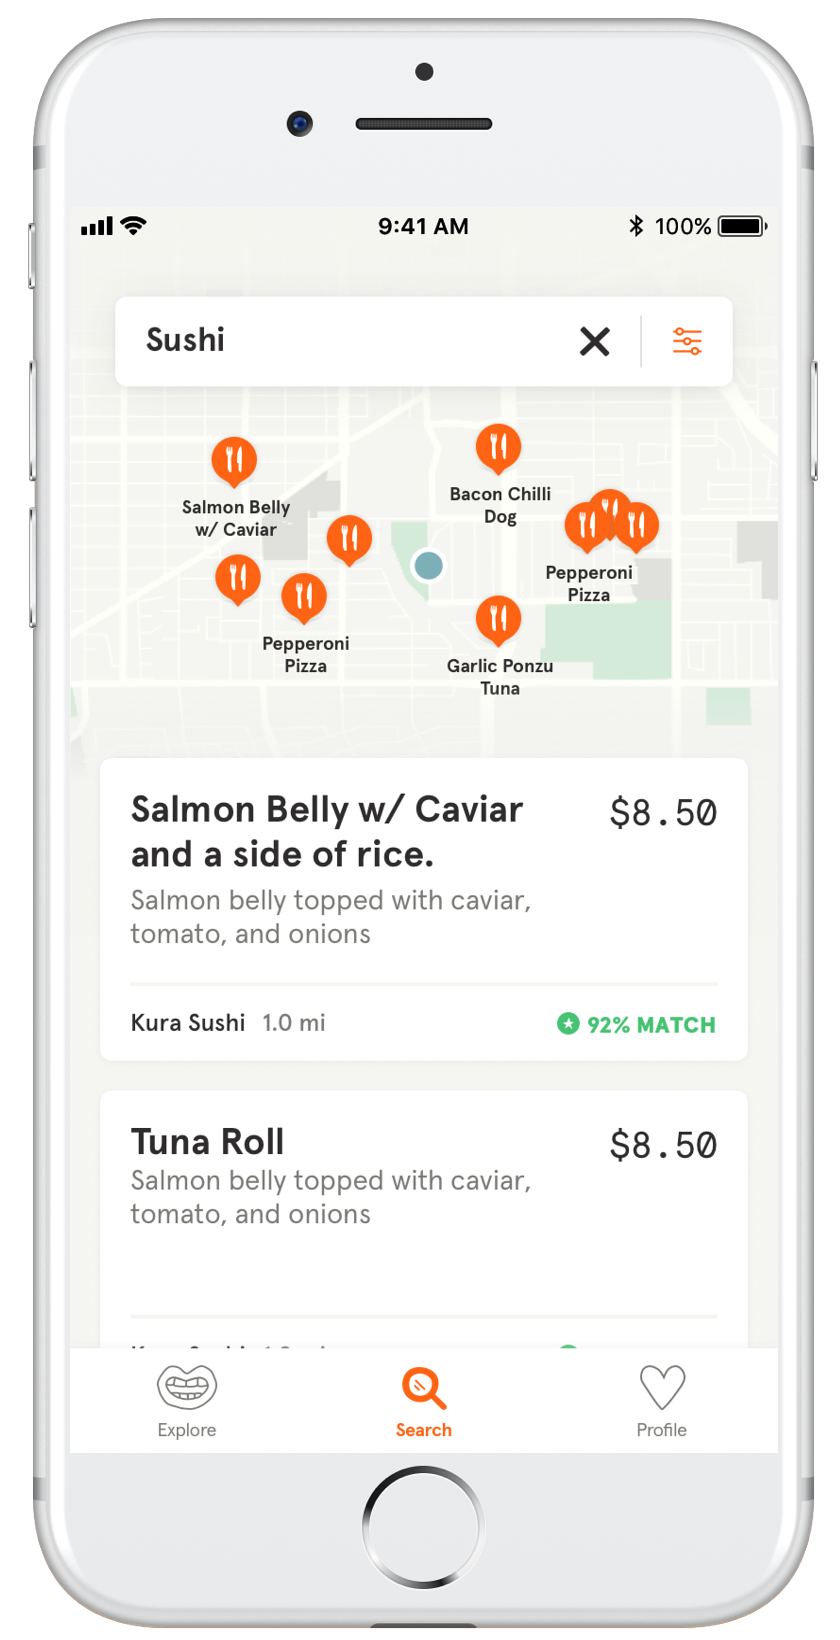 9:41 AM
100%
Sushi
Salmon Belly
w/ Caviar
Bacon Chilli
Dog
Pepperoni
Pizza
Pepperoni
Pizza
Garlic Ponzu
Tuna
Salmon Belly w/ Caviar
and a side of rice.
$8.50
Salmon belly topped with caviar,
tomato, and onions
Kura Sushi 1.0 mi
92% MATCH
Tuna Roll
$8.50
Salmon belly topped with caviar,
tomato, and onions
Explore
Search
Profile